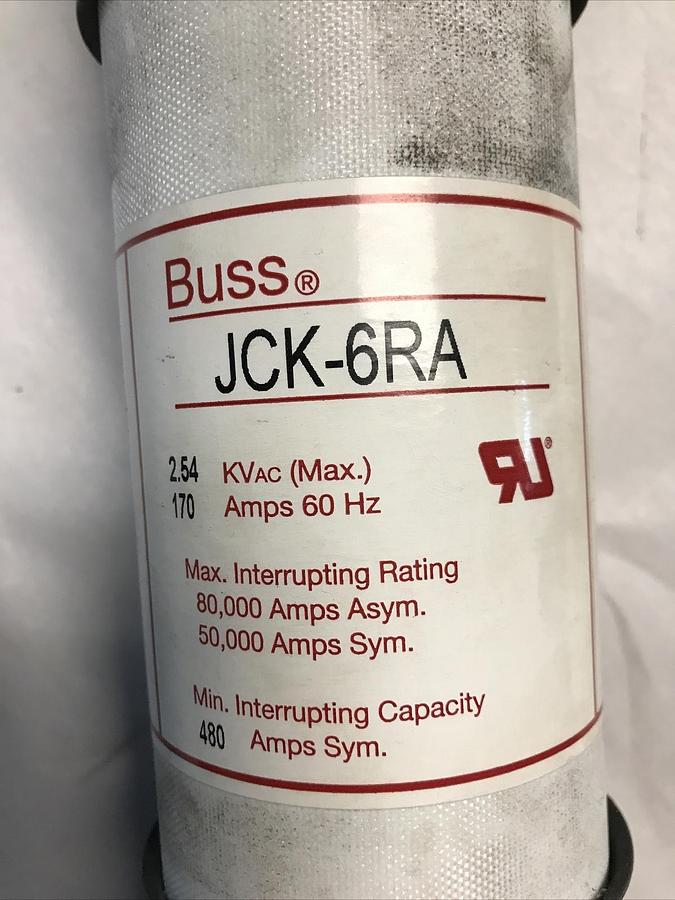 Buss®
JCK-6RA
2.54 KVAC (Max.)
170 Amps 60 Hz
RU®
Max. Interrupting Rating
80,000 Amps Asym.
50,000 Amps Sym.
Min. Interrupting Capacity
480 Amps Sym.